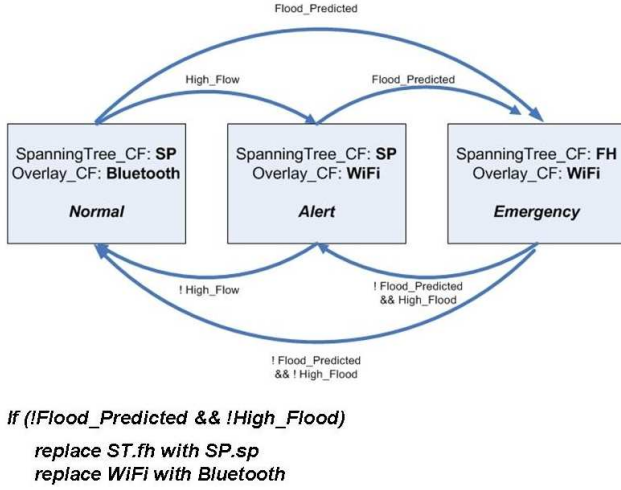 Flood_Predicted
High_Flow
Flood_Predicted
SpanningTree_CF: SP
Overlay_CF: Bluetooth
Normal
SpanningTree_CF: SP
Overlay_CF: WiFi
Alert
SpanningTree_CF: FH
Overlay_CF: WiFi
Emergency
! High_Flow
! Flood_Predicted
&& High_Flood
! Flood_Predicted
&& ! High_Flood
If (!Flood_Predicted && !High_Flood)
replace ST.fh with SP.sp
replace WiFi with Bluetooth